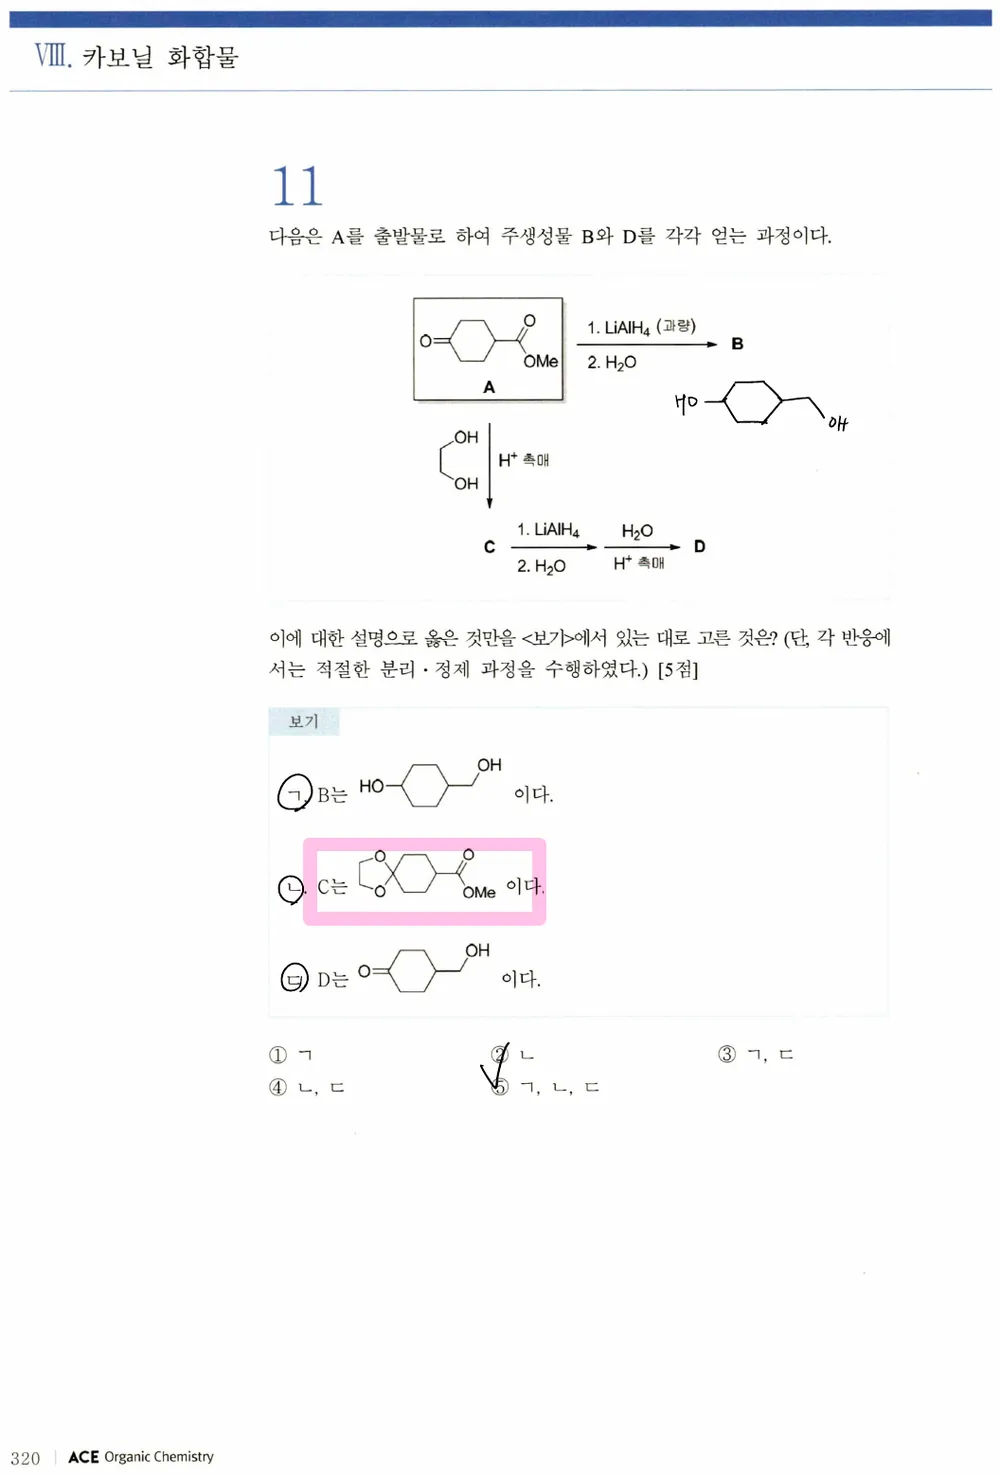 Ⅷ. 카보닐 화합물
11
다음은 A를 출발물로 하여 주생성물 B와 D를 각각 얻는 과정이다.
O
O
OMe
A
1. LiAlH4 (과량)
2. H2O
B
HO
OH
OH
OH
H+ 촉매
C
1. LiAlH4
2. H2O
H2O
H+ 촉매
D
이에 대한 설명으로 옳은 것만을 <보기>에서 있는 대로 고른 것은? (단, 각 반응에
서는 적절한 분리·정제 과정을 수행하였다.) [5점]
보기
ㄱ. B는 HO OH 이다.
ㄴ. C는 O O O OMe 이다.
ㄷ. D는 O OH 이다.
① ㄱ ② ㄴ ③ ㄱ, ㄷ
④ ㄴ, ㄷ ⑤ ㄱ, ㄴ, ㄷ
320 | ACE Organic Chemistry